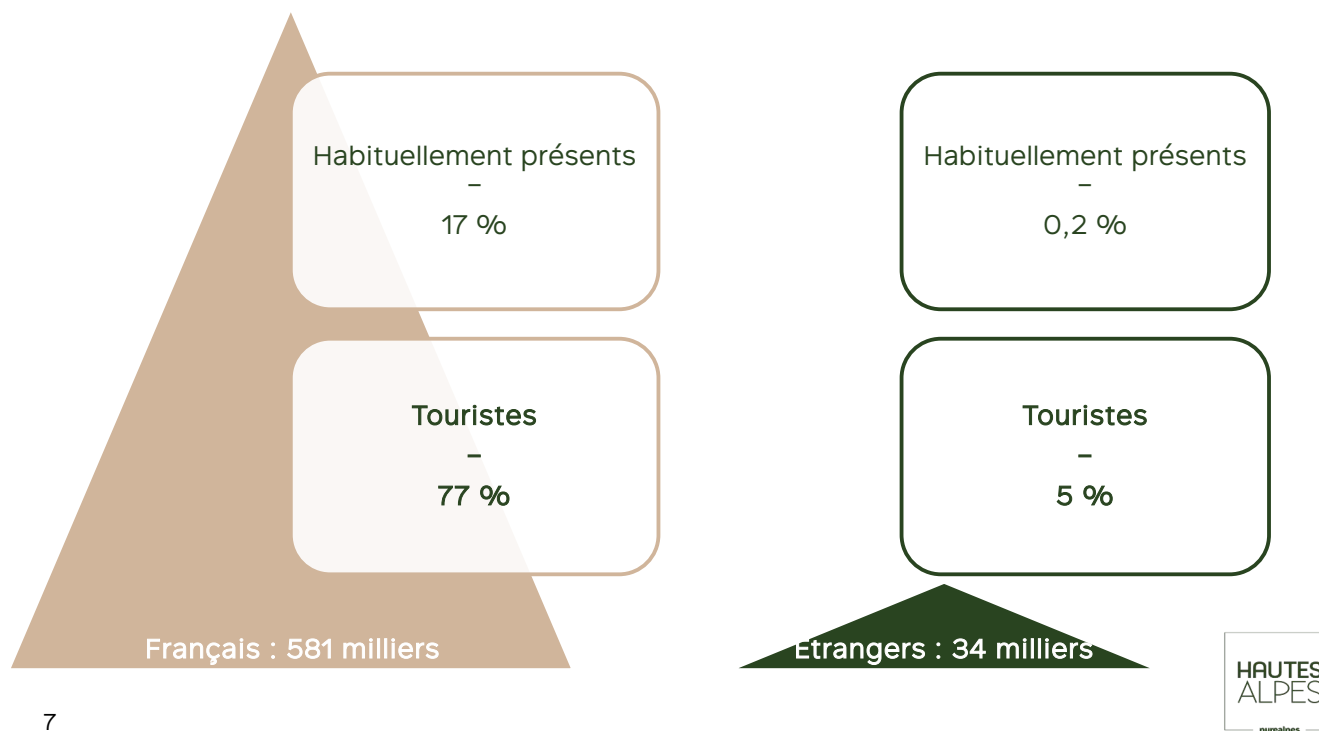 Habituellement présents
–
17 %
Touristes
–
77 %
Français : 581 milliers
Habituellement présents
–
0,2 %
Touristes
–
5 %
Etrangers : 34 milliers
HAUTES
ALPES
purealpes
7